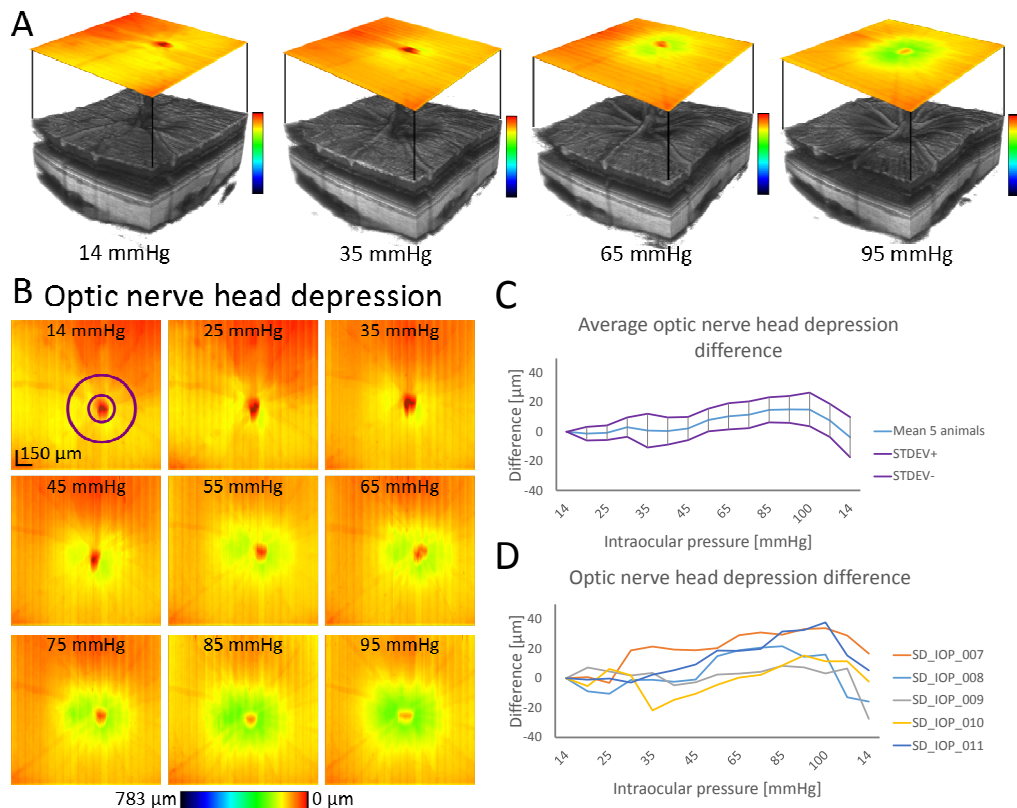 A
14 mmHg
35 mmHg
65 mmHg
95 mmHg
B Optic nerve head depression
14 mmHg
25 mmHg
35 mmHg
150 µm
45 mmHg
55 mmHg
65 mmHg
75 mmHg
85 mmHg
95 mmHg
783 µm
0 µm
C
Average optic nerve head depression
difference
Difference [µm]
40
20
0
-20
-40
14
25
35
45
65
85
100
14
Intraocular pressure [mmHg]
Mean 5 animals
STDEV+
STDEV-
D
Optic nerve head depression difference
Difference [µm]
40
20
0
-20
-40
14
25
35
45
65
85
100
14
Intraocular pressure [mmHg]
SD_IOP_007
SD_IOP_008
SD_IOP_009
SD_IOP_010
SD_IOP_011